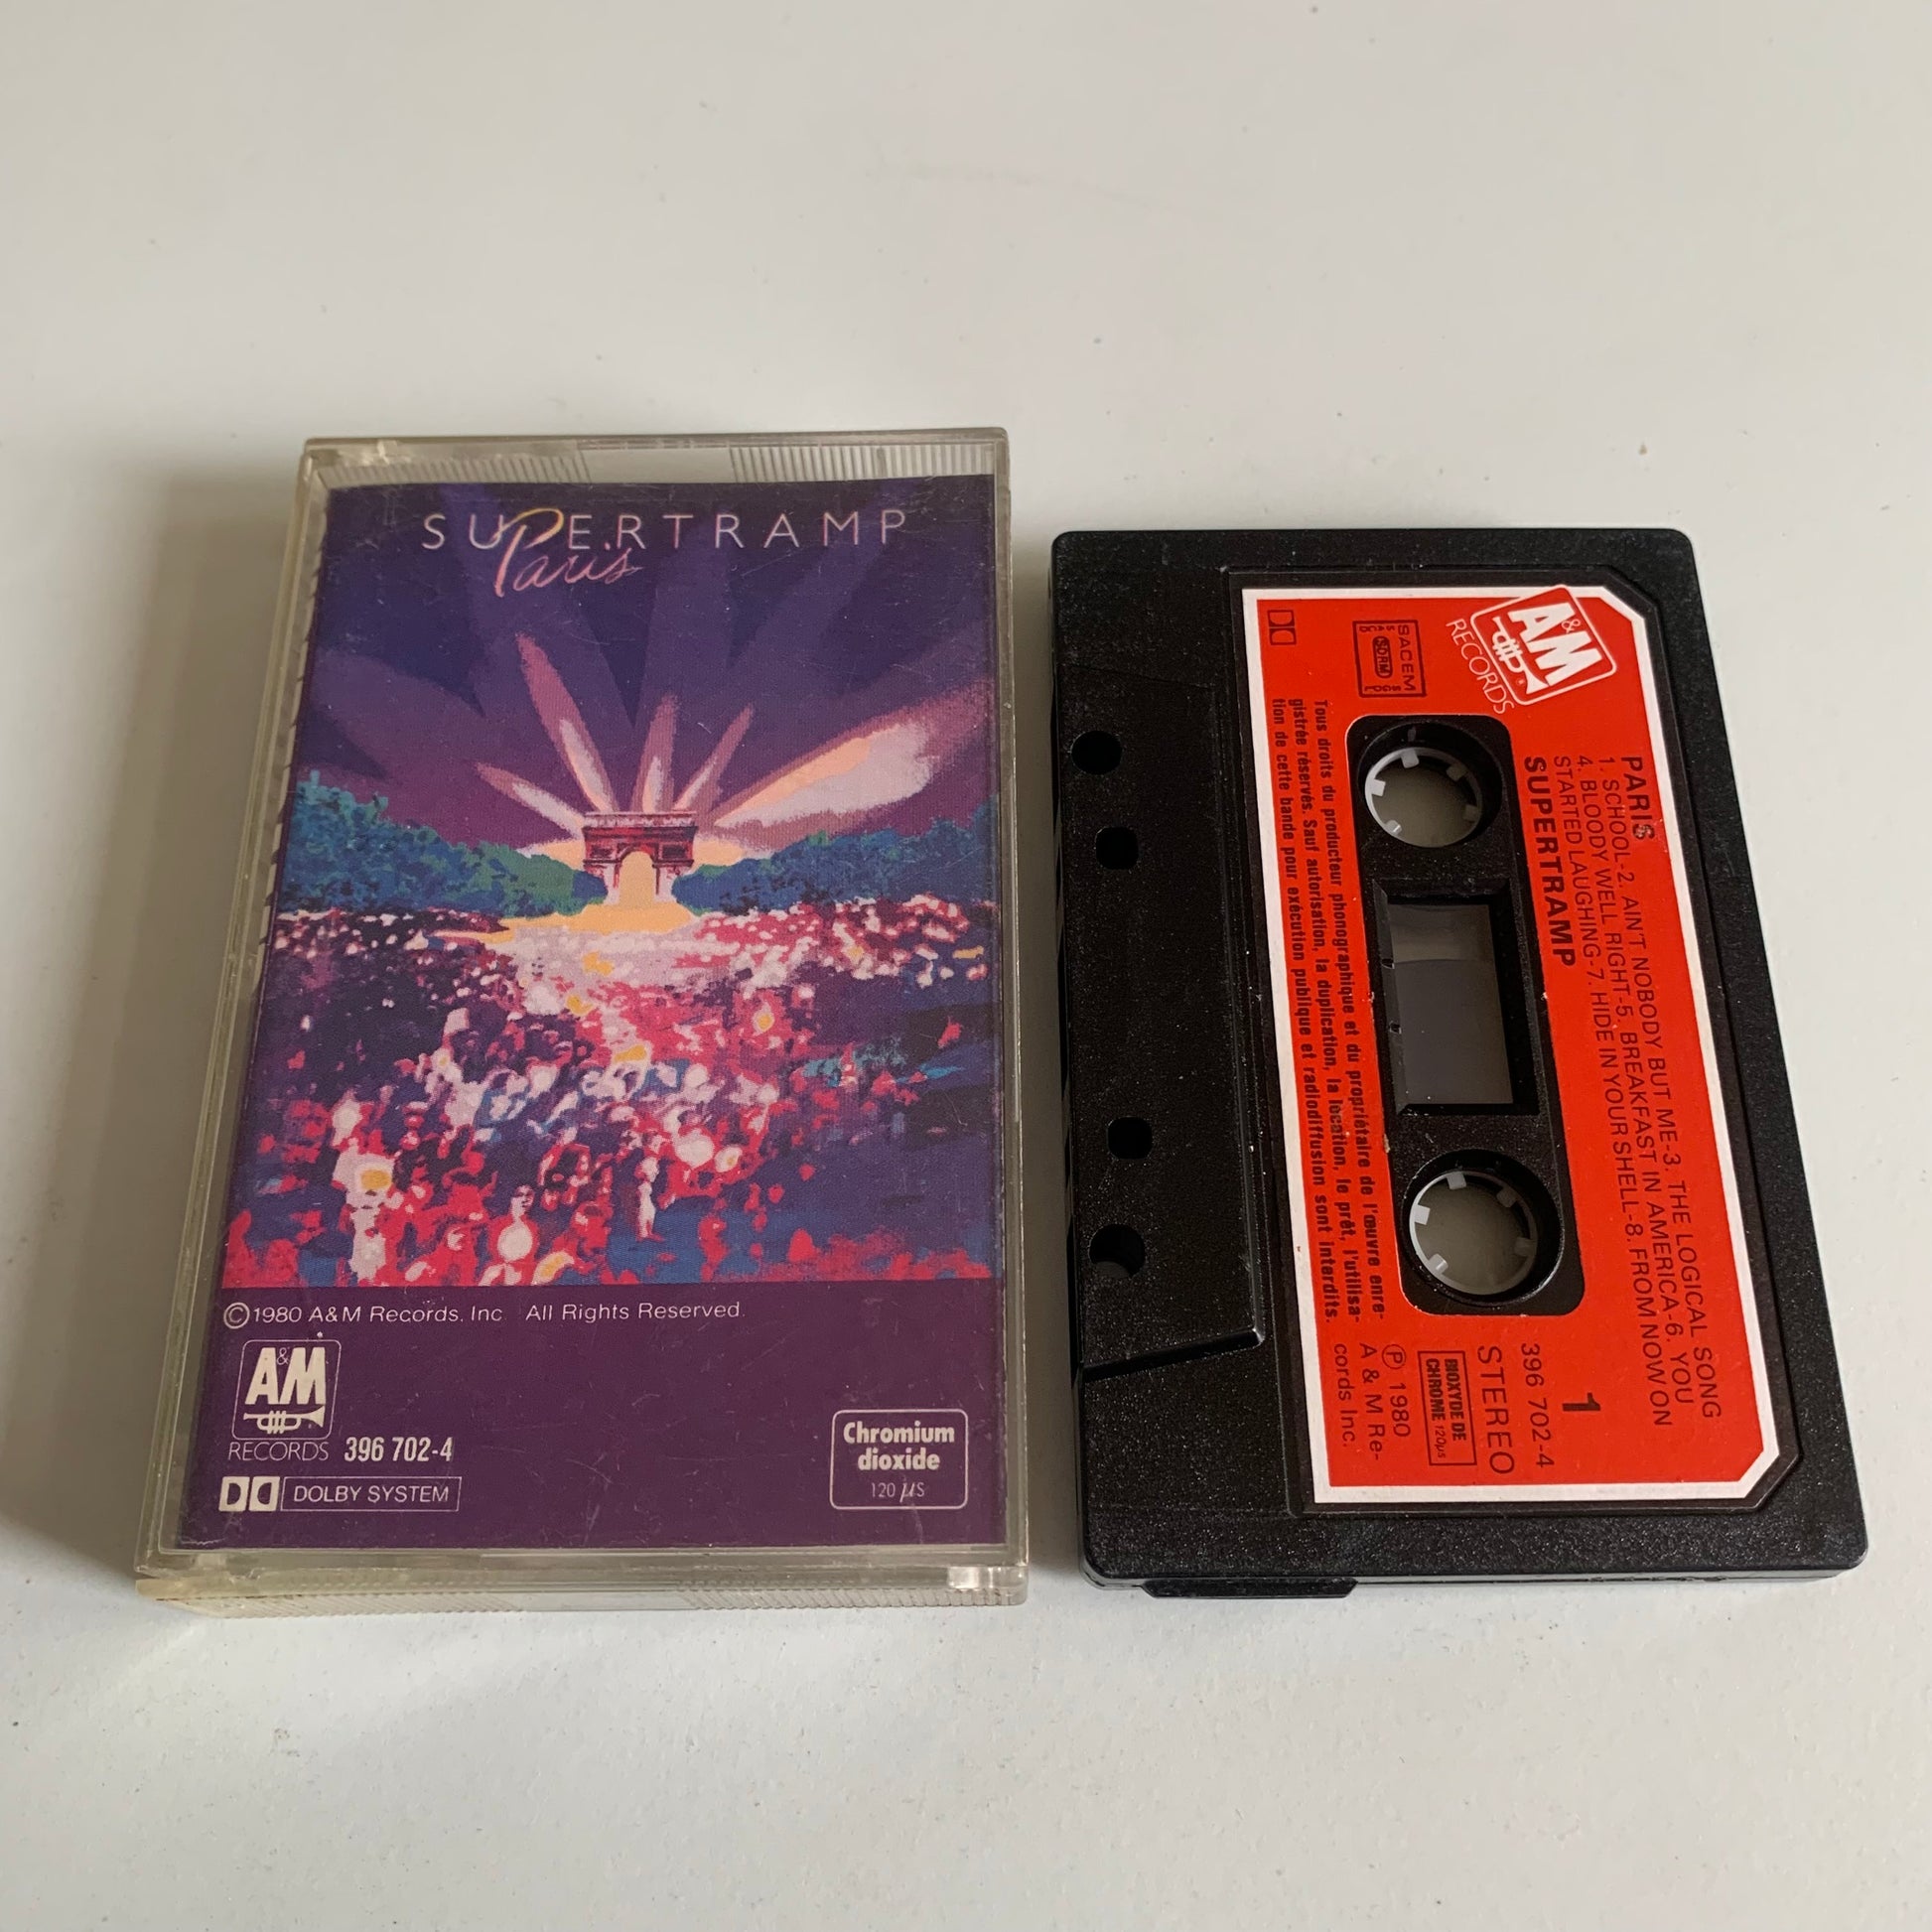 SUPERTRAMP
Paris
©1980 A&M Records, Inc All Rights Reserved.
A&M
RECORDS 396 702-4
DOLBY SYSTEM
Chromium
dioxide
120 µS
A&M
RECORDS
PARIS
1. SCHOOL-2. AIN'T NOBODY BUT ME-3. THE LOGICAL SONG
4. BLOODY WELL RIGHT-5. BREAKFAST IN AMERICA-6. YOU
STARTED LAUGHING-7. HIDE IN YOUR SHELL-8. FROM NOW ON
SUPERTRAMP
1
396 702-4
STEREO
BIOXYDE DE
CHROME 120µs
℗ 1980
A & M Re-
cords Inc.
SACEM
SDRM
Tous droits du producteur phonographique et du propriétaire de l'œuvre enre-
gistrée réservés. Sauf autorisation, la duplication, la location, le prêt, l'utilisa-
tion de cette bande pour exécution publique et radiodiffusion sont interdits.